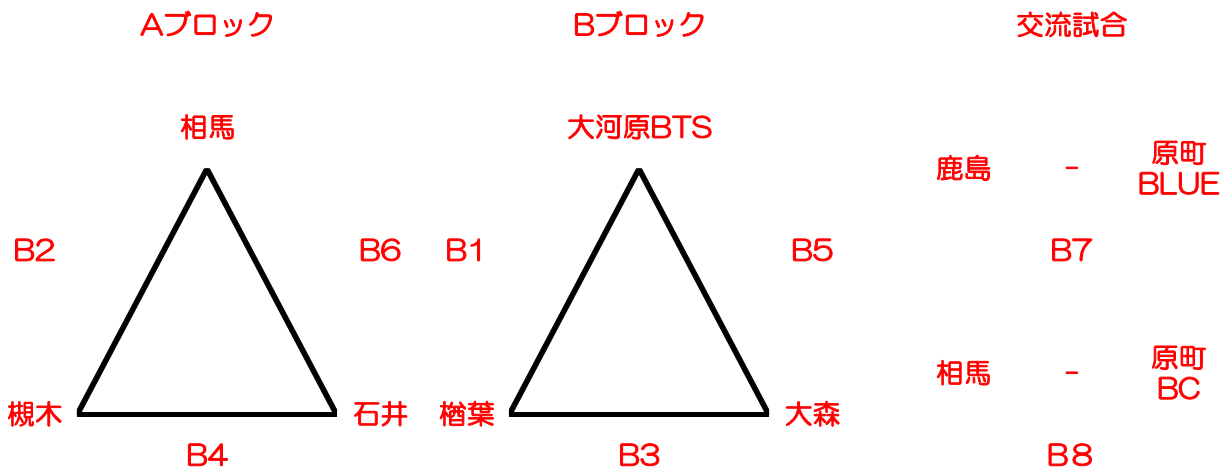 Aブロック
Bブロック
交流試合
相馬
大河原BTS
鹿島
-
原町
BLUE
B2
B6
B1
B5
B7
相馬
-
原町
BC
槻木
石井
楢葉
大森
B4
B3
B8